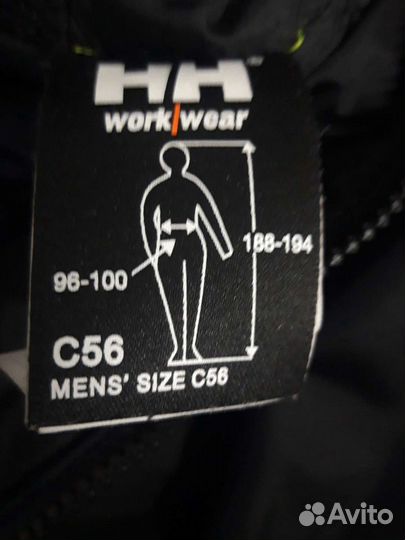 HH
work/wear
188-194
96-100
C56
MENS' SIZE C56
Avito